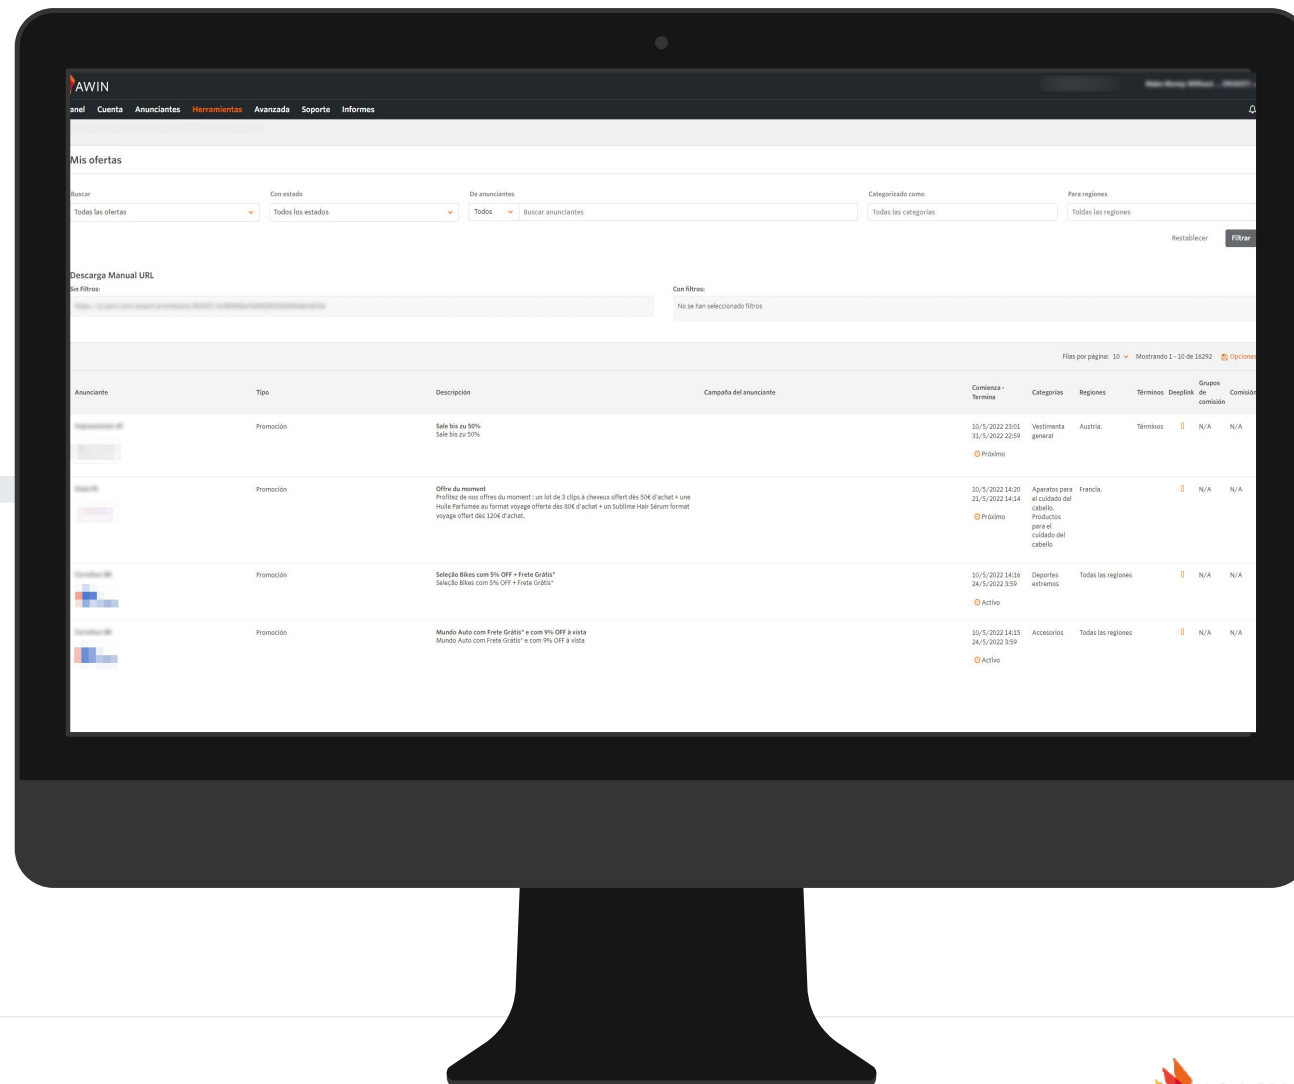 AWIN
anel Cuenta Anunciantes Herramientas Avanzada Soporte Informes
Mis ofertas
Buscar Con estado De anunciantes Categorizado como Para regiones
Todas las ofertas Todos los estados Todos Buscar anunciantes Todas las categorías Toldas las regiones
Restablecer Filtrar
Descarga Manual URL
Sin Filtros: Con filtros:
No se han seleccionado filtros
Filas por página: 10 Mostrando 1 - 10 de 16292 Opciones
Anunciante Tipo Descripción Campaña del anunciante Comienza - Termina Categorías Regiones Términos Deeplink Grupos de comisión Comisión
Promoción Sale bis zu 50% 10/5/2022 23:01 Vestimenta Austria, Términos N/A N/A
Sale bis zu 50% 31/5/2022 22:59 general
Próximo
Promoción Offre du moment 10/5/2022 14:20 Aparatos para Francia, N/A N/A
Profitez de nos offres du moment : un lot de 3 clips à cheveux offert dès 50€ d'achat + une 21/5/2022 14:14 el cuidado del
Huile Parfumée au format voyage offerte dès 80€ d'achat + un Sublime Hair Sérum format cabello,
voyage offert dès 120€ d'achat. Próximo Productos
para el
cuidado del
cabello
Promoción Seleção Bikes com 5% OFF + Frete Grátis* 10/5/2022 14:16 Deportes Todas las regiones N/A N/A
Seleção Bikes com 5% OFF + Frete Grátis* 24/5/2022 3:59 extremos
Activo
Promoción Mundo Auto com Frete Grátis* e com 9% OFF à vista 10/5/2022 14:15 Accesorios Todas las regiones N/A N/A
Mundo Auto com Frete Grátis* e com 9% OFF à vista 24/5/2022 3:59
Activo